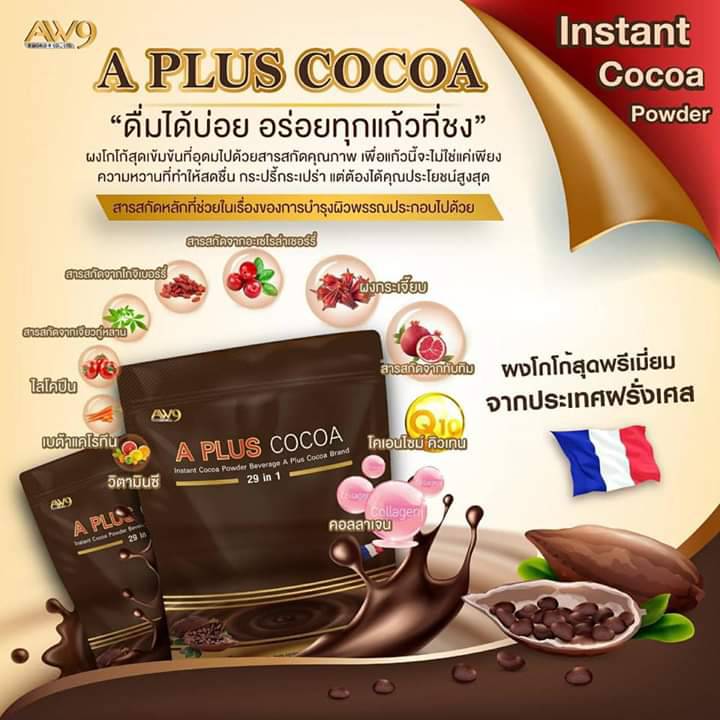 AW9
A PLUS COCOA
Instant
Cocoa
Powder
“ดื่มได้บ่อย อร่อยทุกแก้วที่ชง”
ผงโกโก้สุดเข้มข้นที่อุดมไปด้วยสารสกัดคุณภาพ เพื่อแก้วนี้จะไม่ใช่แค่เพียง
ความหวานที่ทำให้สดชื่น กระปรี้กระเปร่า แต่ต้องได้คุณประโยชน์สูงสุด
สารสกัดหลักที่ช่วยในเรื่องของการบำรุงผิวพรรณประกอบไปด้วย
สารสกัดจากอะเซโรล่าเชอร์รี่
สารสกัดจากโกจิเบอร์รี่
ผงกระเจี๊ยบ
สารสกัดจากเจียวกู่หลาน
สารสกัดจากทับทิม
ไลโคปีน
เบต้าแคโรทีน
วิตามินซี
Q10
โคเอนไซม์ คิวเทน
Collagen
Collagen
Collagen
คอลลาเจน
ผงโกโก้สุดพรีเมี่ยม
จากประเทศฝรั่งเศส
AW9
A PLUS COCOA
Instant Cocoa Powder Beverage A Plus Cocoa Brand
29 in 1
AW9
A PLUS
Instant Cocoa Powder Beverage
29 in 1